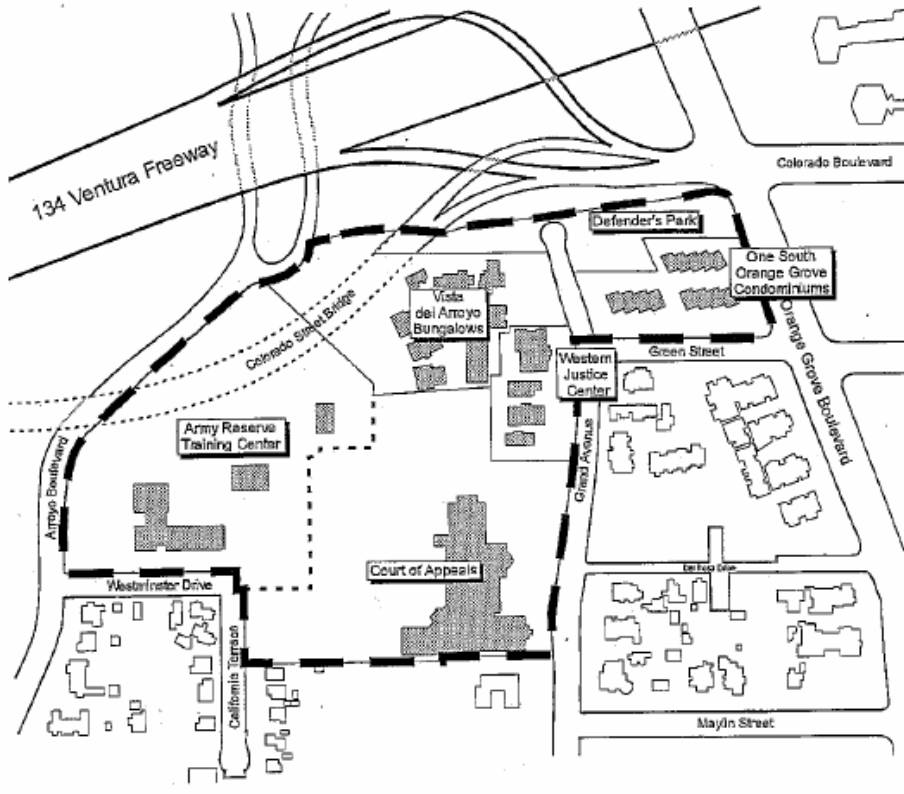 134 Ventura Freeway
Colorado Boulevard
Defender's Park
One South
Orange Grove
Condominiums
Vista
del Arroyo
Bungalows
Colorado Street Bridge
Orange Grove Boulevard
Green Street
Western
Justice
Center
Army Reserve
Training Center
Grand Avenue
Arroyo Boulevard
Court of Appeals
Westminster Drive
Drive
California Terrace
Maylin Street